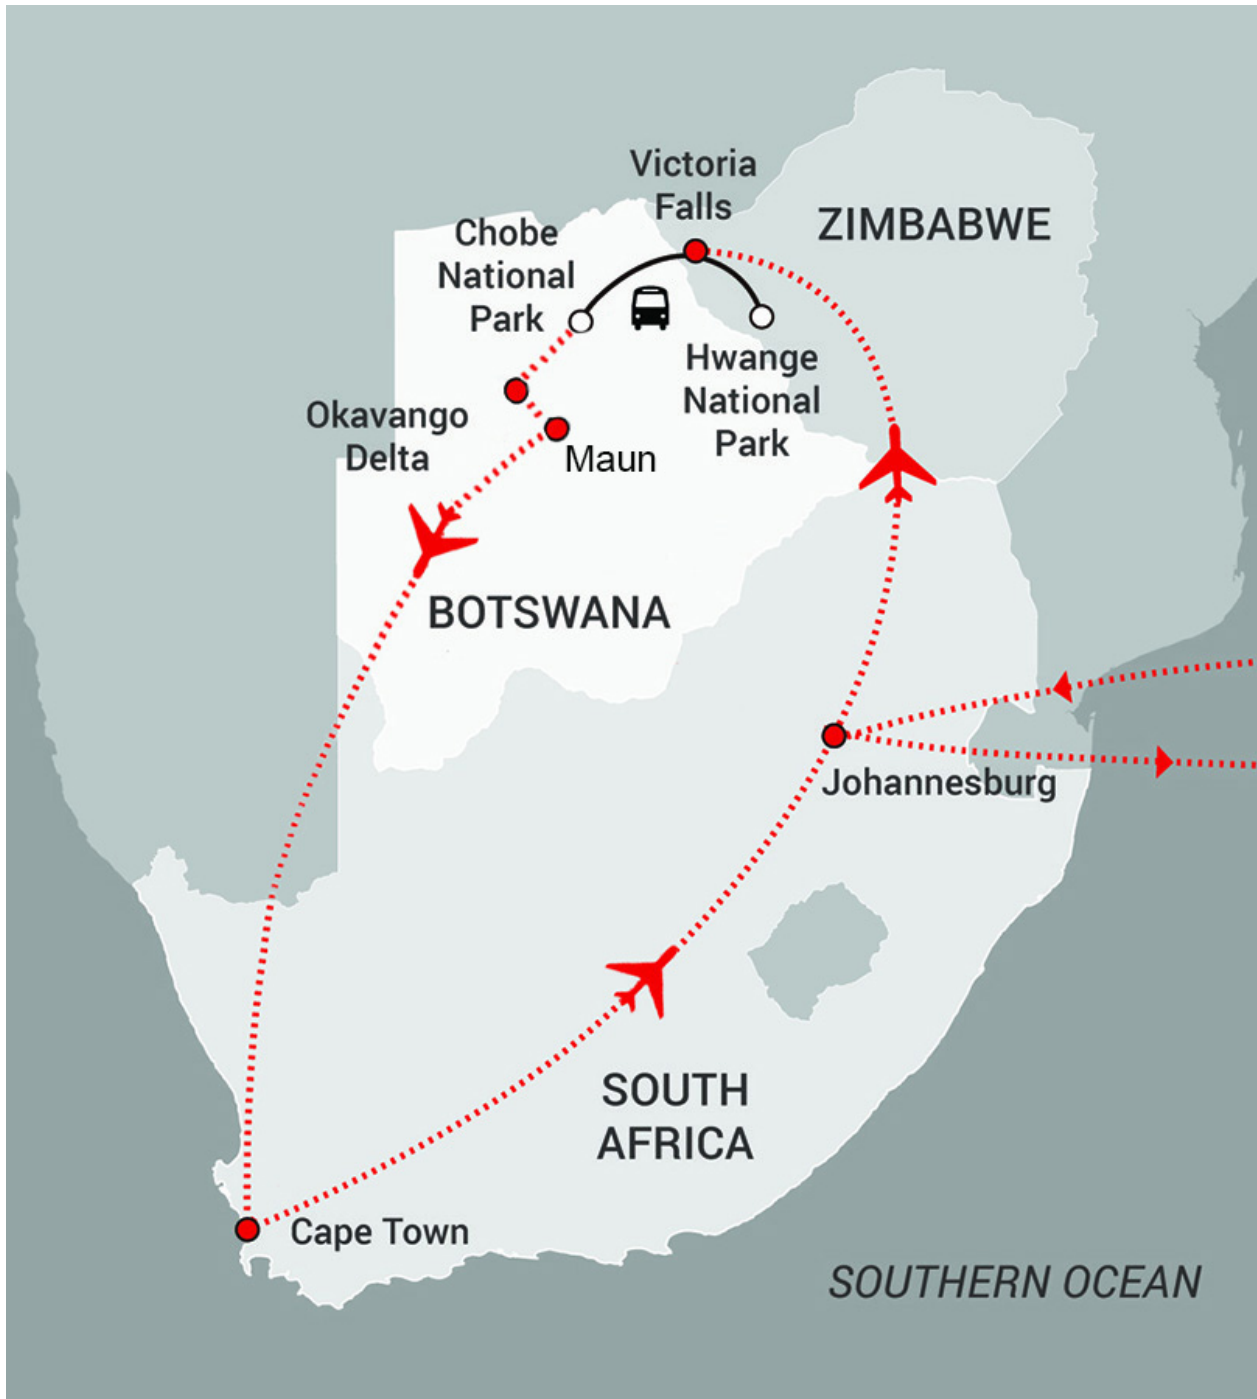 Victoria
Falls
ZIMBABWE
Chobe
National
Park
Hwange
National
Park
Okavango
Delta
Maun
BOTSWANA
Johannesburg
SOUTH
AFRICA
Cape Town
SOUTHERN OCEAN